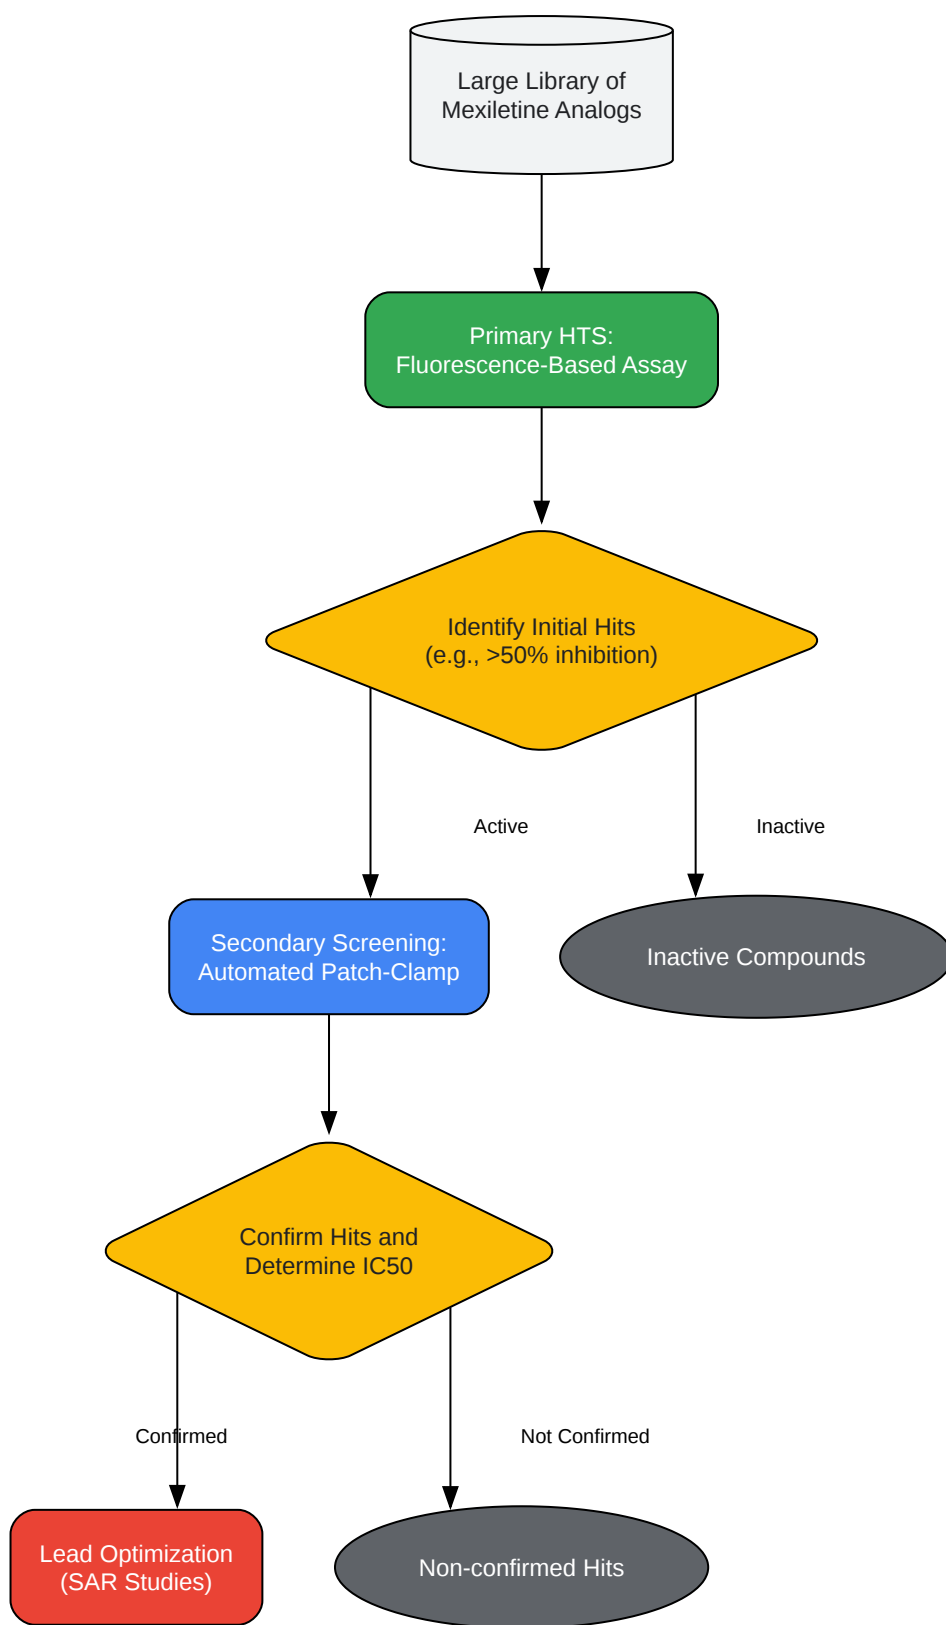 Large Library of
Mexiletine Analogs
Primary HTS:
Fluorescence-Based Assay
Identify Initial Hits
(e.g., >50% inhibition)
Active
Inactive
Secondary Screening:
Automated Patch-Clamp
Inactive Compounds
Confirm Hits and
Determine IC50
Confirmed
Not Confirmed
Lead Optimization
(SAR Studies)
Non-confirmed Hits